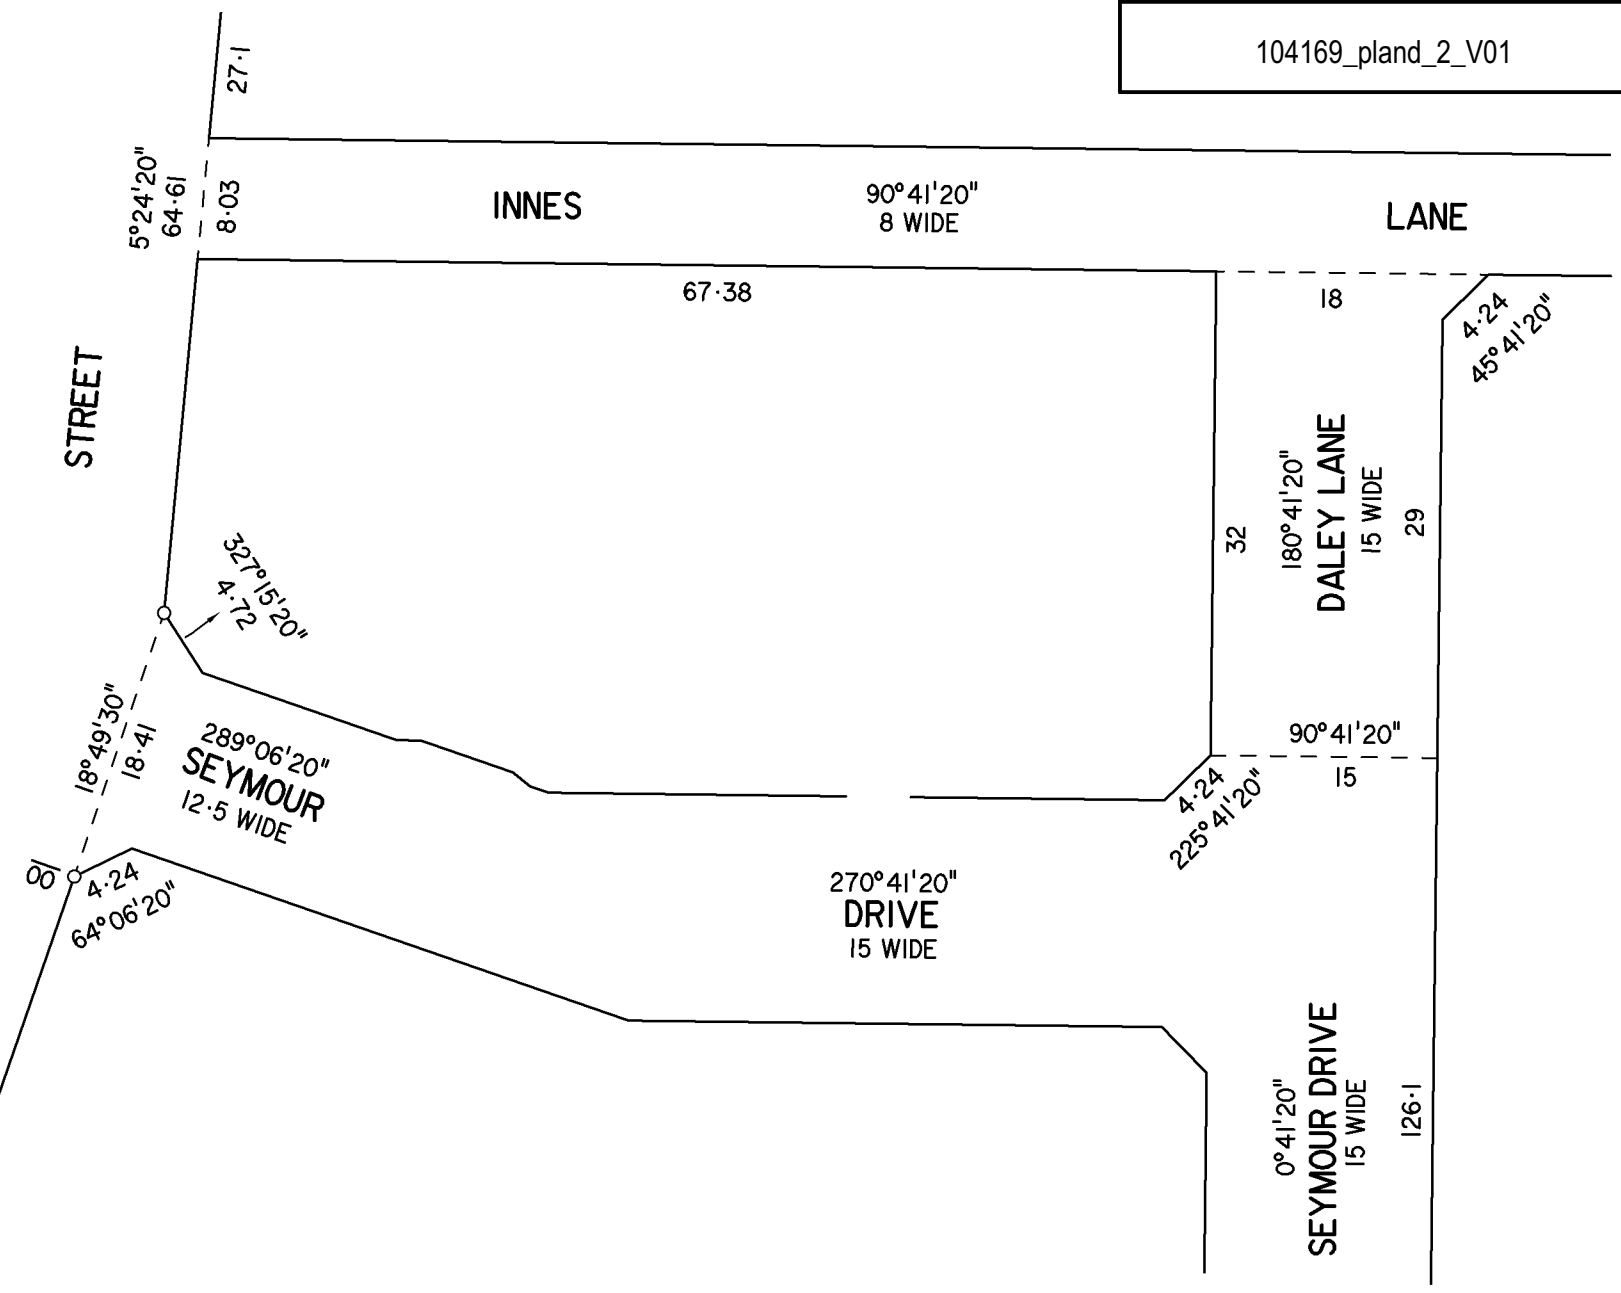 104169_pland_2_V01
27·1
5°24'20"
64·61
8·03
INNES
90°41'20"
8 WIDE
LANE
67·38
18
4·24
45°41'20"
STREET
180°41'20"
DALEY LANE
15 WIDE
32
29
327°15'20"
4·72
18°49'30"
18·41
289°06'20"
SEYMOUR
12·5 WIDE
90°41'20"
15
4·24
225°41'20"
00
4·24
64°06'20"
270°41'20"
DRIVE
15 WIDE
0°41'20"
SEYMOUR DRIVE
15 WIDE
126·1